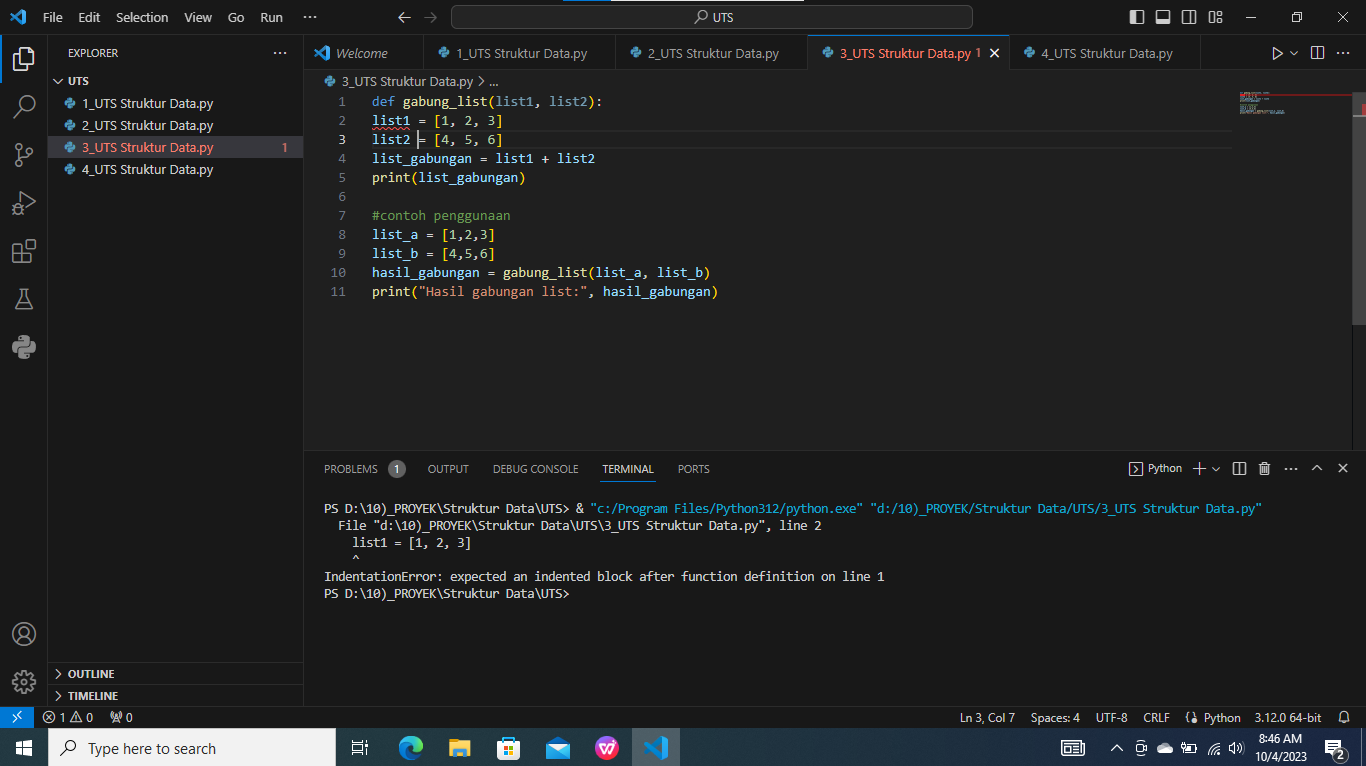 File Edit Selection View Go Run ··· UTS
EXPLORER ···
Welcome 1_UTS Struktur Data.py 2_UTS Struktur Data.py 3_UTS Struktur Data.py 1 4_UTS Struktur Data.py
UTS
1_UTS Struktur Data.py
2_UTS Struktur Data.py
3_UTS Struktur Data.py 1
4_UTS Struktur Data.py
3_UTS Struktur Data.py > ...
1 def gabung_list(list1, list2):
2 list1 = [1, 2, 3]
3 list2 = [4, 5, 6]
4 list_gabungan = list1 + list2
5 print(list_gabungan)
6
7 #contoh penggunaan
8 list_a = [1,2,3]
9 list_b = [4,5,6]
10 hasil_gabungan = gabung_list(list_a, list_b)
11 print("Hasil gabungan list:", hasil_gabungan)
PROBLEMS 1 OUTPUT DEBUG CONSOLE TERMINAL PORTS Python
PS D:\10)_PROYEK\Struktur Data\UTS> & "c:/Program Files/Python312/python.exe" "d:/10)_PROYEK/Struktur Data/UTS/3_UTS Struktur Data.py"
File "d:\10)_PROYEK\Struktur Data\UTS\3_UTS Struktur Data.py", line 2
list1 = [1, 2, 3]
^
IndentationError: expected an indented block after function definition on line 1
PS D:\10)_PROYEK\Struktur Data\UTS>
OUTLINE
TIMELINE
1 0 0 Ln 3, Col 7 Spaces: 4 UTF-8 CRLF Python 3.12.0 64-bit
Type here to search
8:46 AM
10/4/2023
2